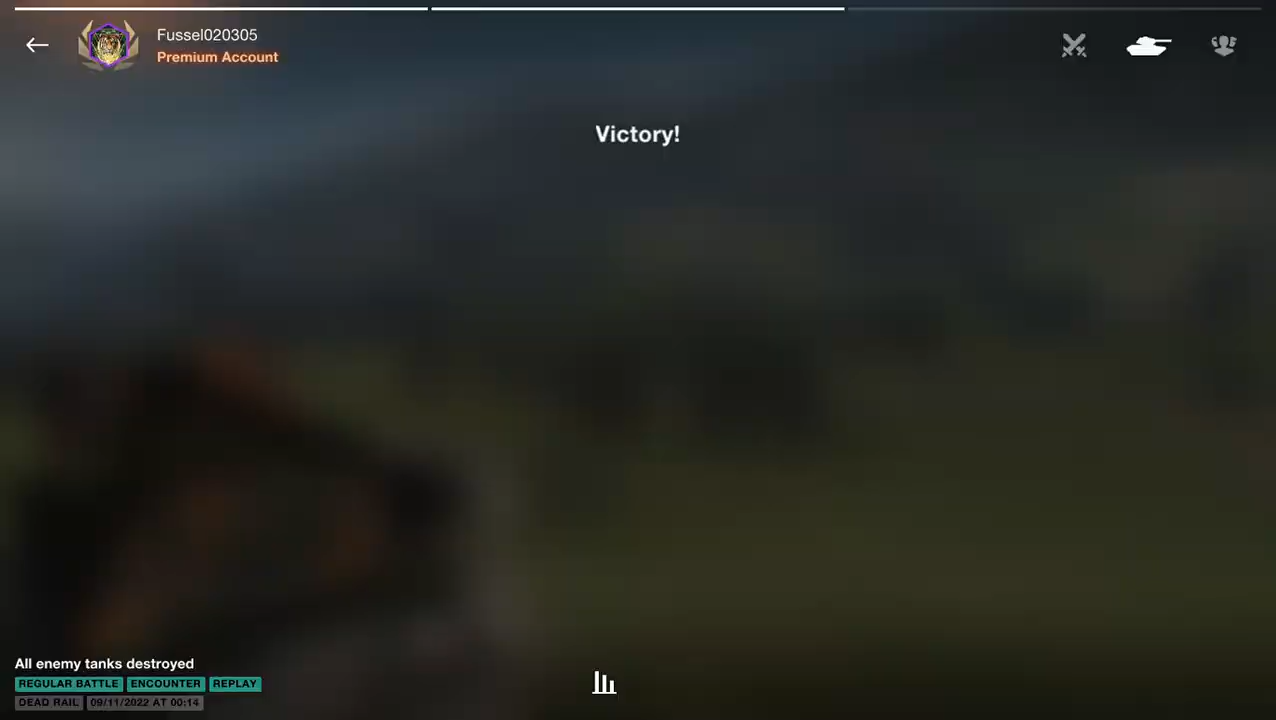 Fussel020305
Premium Account
Victory!
All enemy tanks destroyed
REGULAR BATTLE ENCOUNTER REPLAY
DEAD RAIL 09/11/2022 AT 00:14